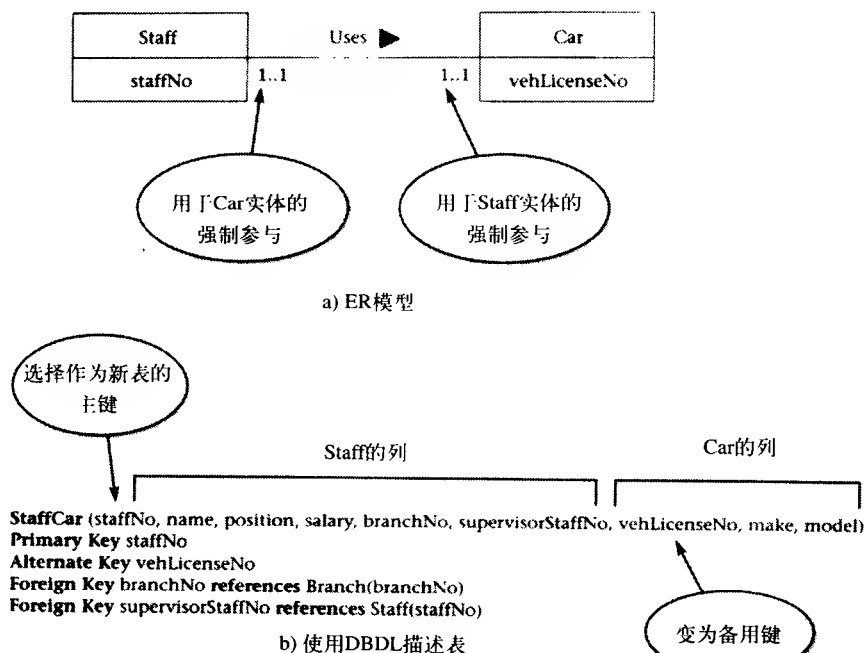 Staff
Uses
Car
staffNo
1..1
1..1
vehLicenseNo
用于Car实体的
强制参与
用于Staff实体的
强制参与
a) ER模型
选择作为新表的
主键
Staff的列
Car的列
StaffCar (staffNo, name, position, salary, branchNo, supervisorStaffNo, vehLicenseNo, make, model)
Primary Key staffNo
Alternate Key vehLicenseNo
Foreign Key branchNo references Branch(branchNo)
Foreign Key supervisorStaffNo references Staff(staffNo)
b) 使用DBDL描述表
变为备用键